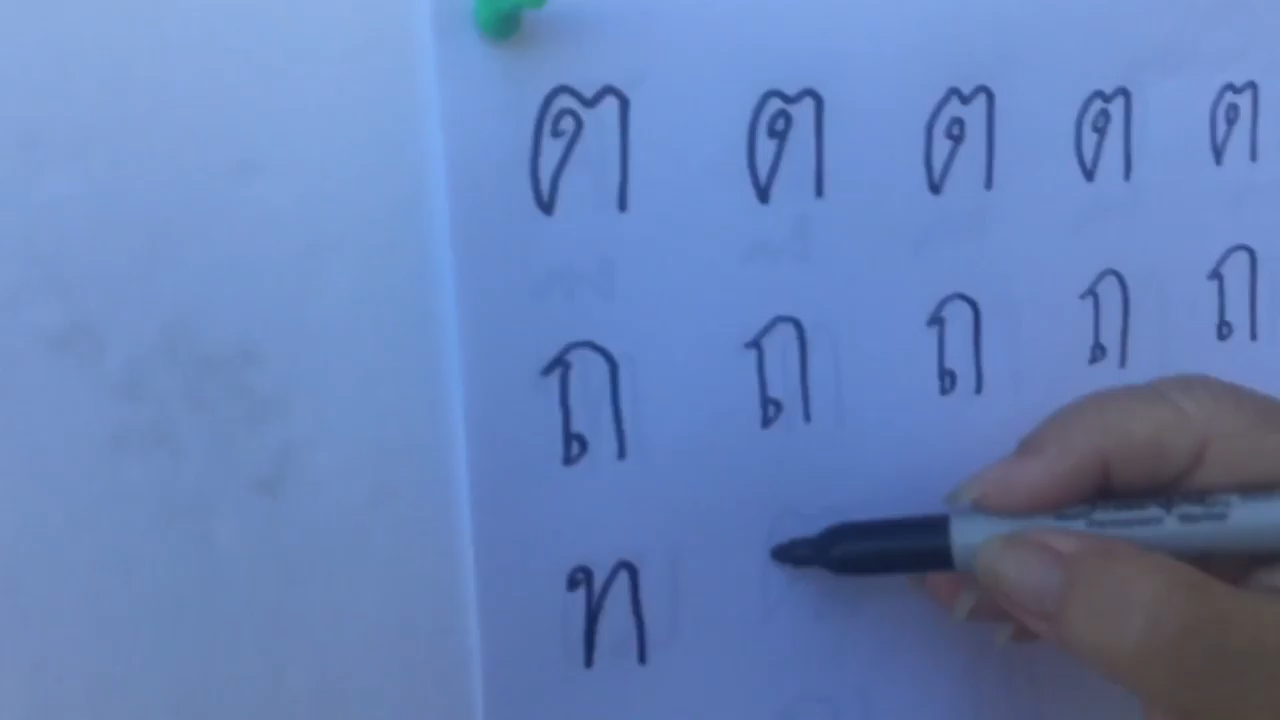 ต ต ต ต ต
ถ ถ ถ ถ ถ
ท